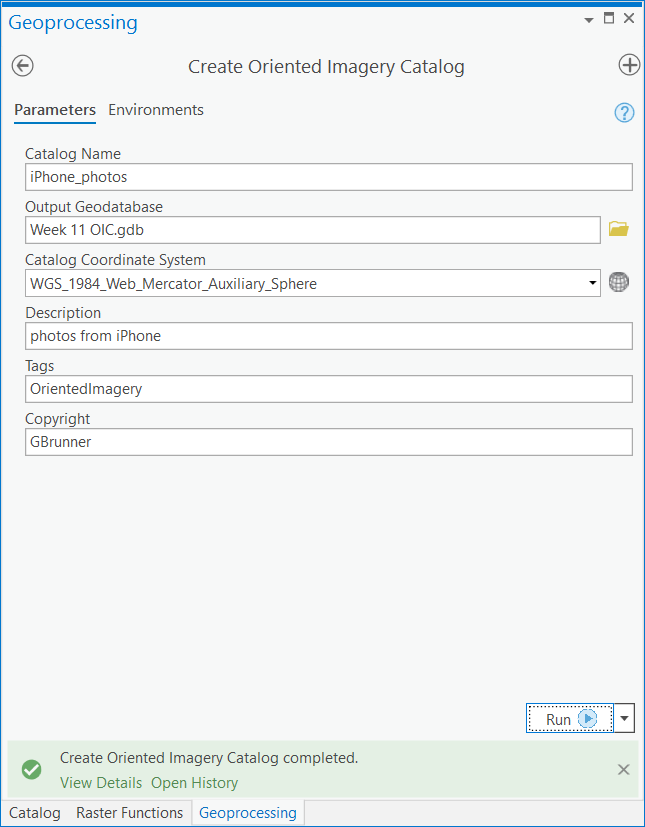 Geoprocessing
Create Oriented Imagery Catalog
Parameters Environments
?
Catalog Name
iPhone_photos
Output Geodatabase
Week 11 OIC.gdb
Catalog Coordinate System
WGS_1984_Web_Mercator_Auxiliary_Sphere
Description
photos from iPhone
Tags
OrientedImagery
Copyright
GBrunner
Run
Create Oriented Imagery Catalog completed.
View Details Open History
Catalog Raster Functions Geoprocessing